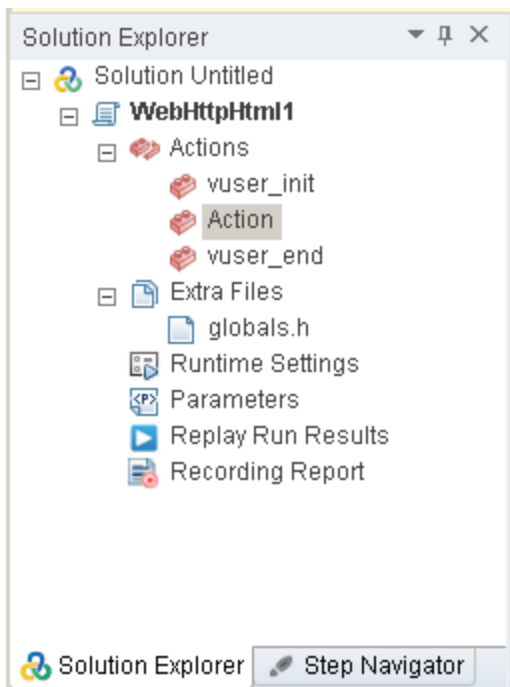 Solution Explorer
Solution Untitled
WebHttpHtml1
Actions
vuser_init
Action
vuser_end
Extra Files
globals.h
Runtime Settings
<P> Parameters
Replay Run Results
Recording Report
Solution Explorer Step Navigator